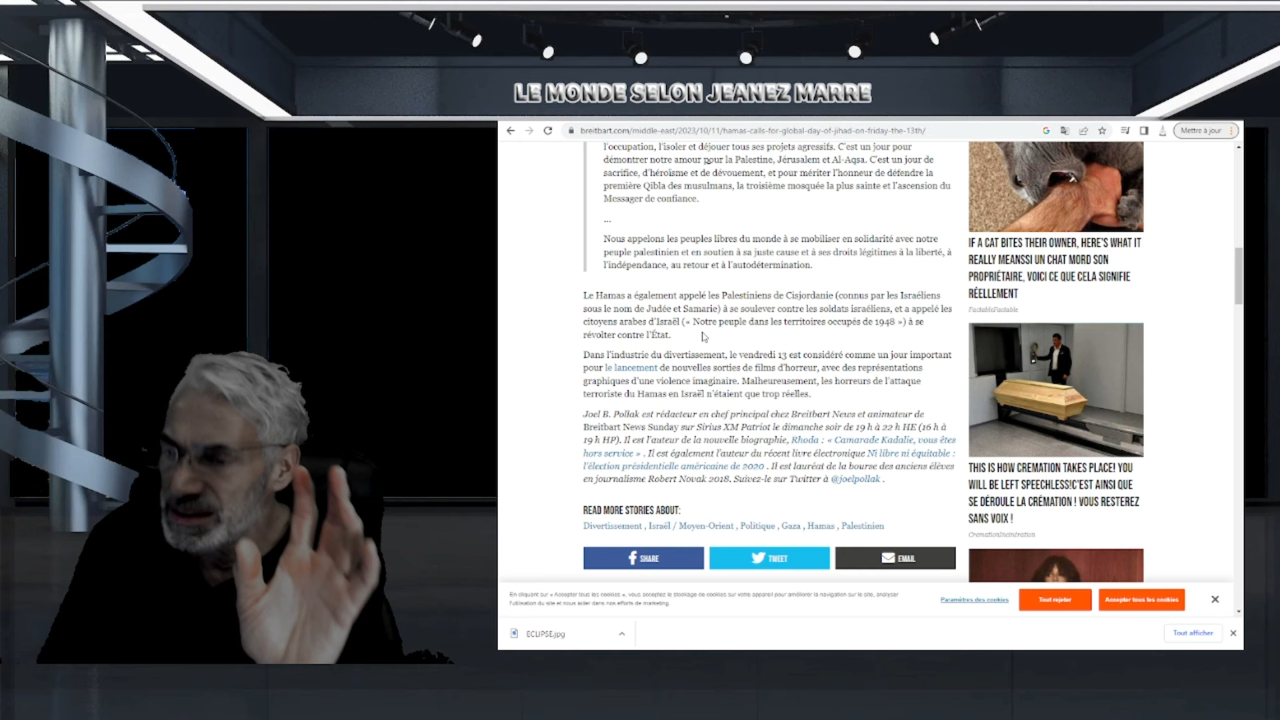 LE MONDE SELON JEANEZ MARRE
breitbart.com/middle-east/2023/10/11/hamas-calls-for-global-day-of-jihad-on-friday-the-13th/
Mettre à jour
l'occupation, l'isoler et déjouer tous ses projets agressifs. C'est un jour pour
démontrer notre amour pour la Palestine, Jérusalem et Al-Aqsa. C'est un jour de
sacrifice, d'héroïsme et de dévouement, et pour mériter l'honneur de défendre la
première Qibla des musulmans, la troisième mosquée la plus sainte et l'ascension du
Messager de confiance.
...
Nous appelons les peuples libres du monde à se mobiliser en solidarité avec notre
peuple palestinien et en soutien à sa juste cause et à ses droits légitimes à la liberté, à
l'indépendance, au retour et à l'autodétermination.
Le Hamas a également appelé les Palestiniens de Cisjordanie (connus par les Israéliens
sous le nom de Judée et Samarie) à se soulever contre les soldats israéliens, et a appelé les
citoyens arabes d'Israël (« Notre peuple dans les territoires occupés de 1948 ») à se
révolter contre l'État.
Dans l'industrie du divertissement, le vendredi 13 est considéré comme un jour important
pour le lancement de nouvelles sorties de films d'horreur, avec des représentations
graphiques d'une violence imaginaire. Malheureusement, les horreurs de l'attaque
terroriste du Hamas en Israël n'étaient que trop réelles.
Joel B. Pollak est rédacteur en chef principal chez Breitbart News et animateur de
Breitbart News Sunday sur Sirius XM Patriot le dimanche soir de 19 h à 22 h HE (16 h à
19 h HP). Il est l'auteur de la nouvelle biographie, Rhoda : « Camarade Kadalie, vous êtes
hors service » . Il est également l'auteur du récent livre électronique Ni libre ni équitable :
l'élection présidentielle américaine de 2020 . Il est lauréat de la bourse des anciens élèves
en journalisme Robert Novak 2018. Suivez-le sur Twitter à @joelpollak .
READ MORE STORIES ABOUT:
Divertissement , Israël / Moyen-Orient , Politique , Gaza , Hamas , Palestinien
SHARE
TWEET
EMAIL
IF A CAT BITES THEIR OWNER, HERE'S WHAT IT
REALLY MEANSSI UN CHAT MORD SON
PROPRIÉTAIRE, VOICI CE QUE CELA SIGNIFIE
RÉELLEMENT
THIS IS HOW CREMATION TAKES PLACE! YOU
WILL BE LEFT SPEECHLESS!C'EST AINSI QUE
SE DÉROULE LA CRÉMATION ! VOUS RESTEREZ
SANS VOIX !
En cliquant sur « Accepter tous les cookies », vous acceptez le stockage de cookies sur votre appareil pour améliorer la navigation sur le site, analyser
l'utilisation du site et nous aider dans nos efforts de marketing.
Paramètres des cookies
Tout rejeter
Accepter tous les cookies
ECLIPSE.jpg
Tout afficher